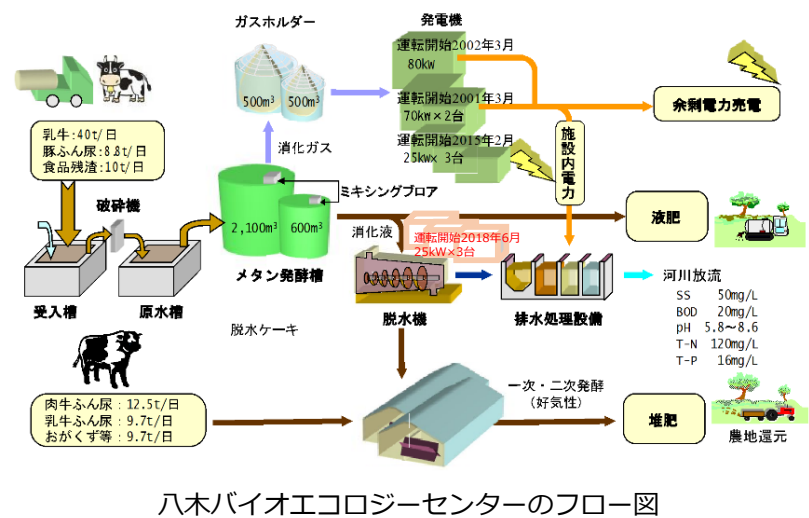 ガスホルダー
発電機
運転開始2002年3月
80kW
500m³
500m³
運転開始2001年3月
70kW×2台
余剰電力売電
乳牛:40t/日
豚ふん尿:8.8t/日
食品残渣:10t/日
消化ガス
運転開始2015年2月
25kW× 3台
施設内電力
破砕機
ミキシングブロア
2,100m³
600m³
液肥
消化液
運転開始2018年6月
25kW×3台
メタン発酵槽
受入槽
原水槽
脱水機
排水処理設備
河川放流
SS 50mg/L
BOD 20mg/L
pH 5.8～8.6
T-N 120mg/L
T-P 16mg/L
脱水ケーキ
肉牛ふん尿：12.5t/日
乳牛ふん尿：9.7t/日
おがくず等：9.7t/日
一次・二次発酵
（好気性）
堆肥
農地還元
八木バイオエコロジーセンターのフロー図